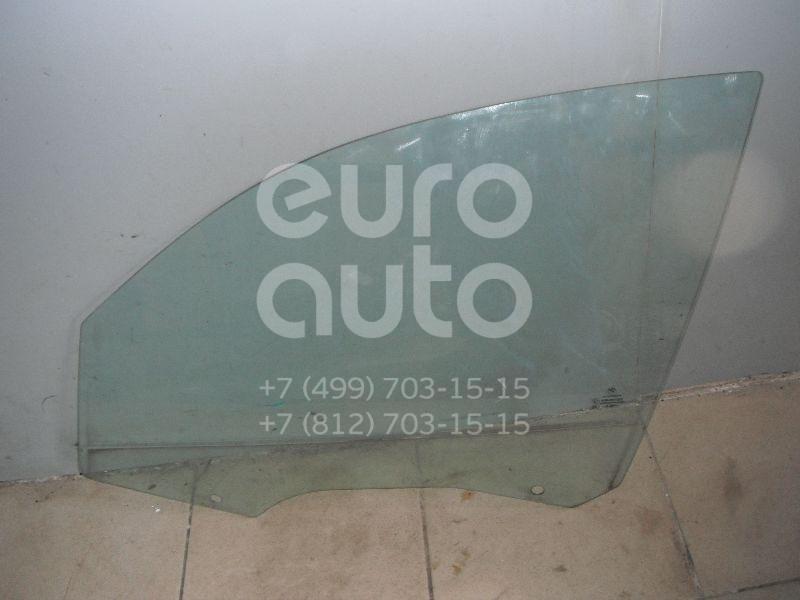 euro
auto
+7 (499) 703-15-15
+7 (812) 703-15-15